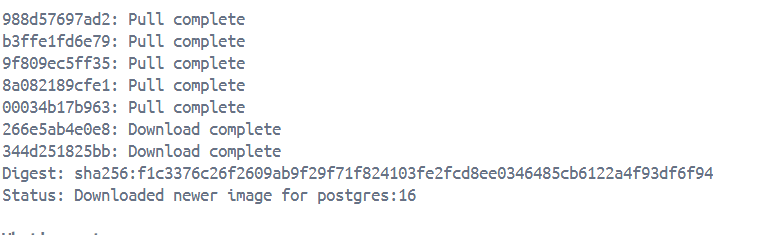 988d57697ad2: Pull complete
b3ffe1fd6e79: Pull complete
9f809ec5ff35: Pull complete
8a082189cfe1: Pull complete
00034b17b963: Pull complete
266e5ab4e0e8: Download complete
344d251825bb: Download complete
Digest: sha256:f1c3376c26f2609ab9f29f71f824103fe2fcd8ee0346485cb6122a4f93df6f94
Status: Downloaded newer image for postgres:16